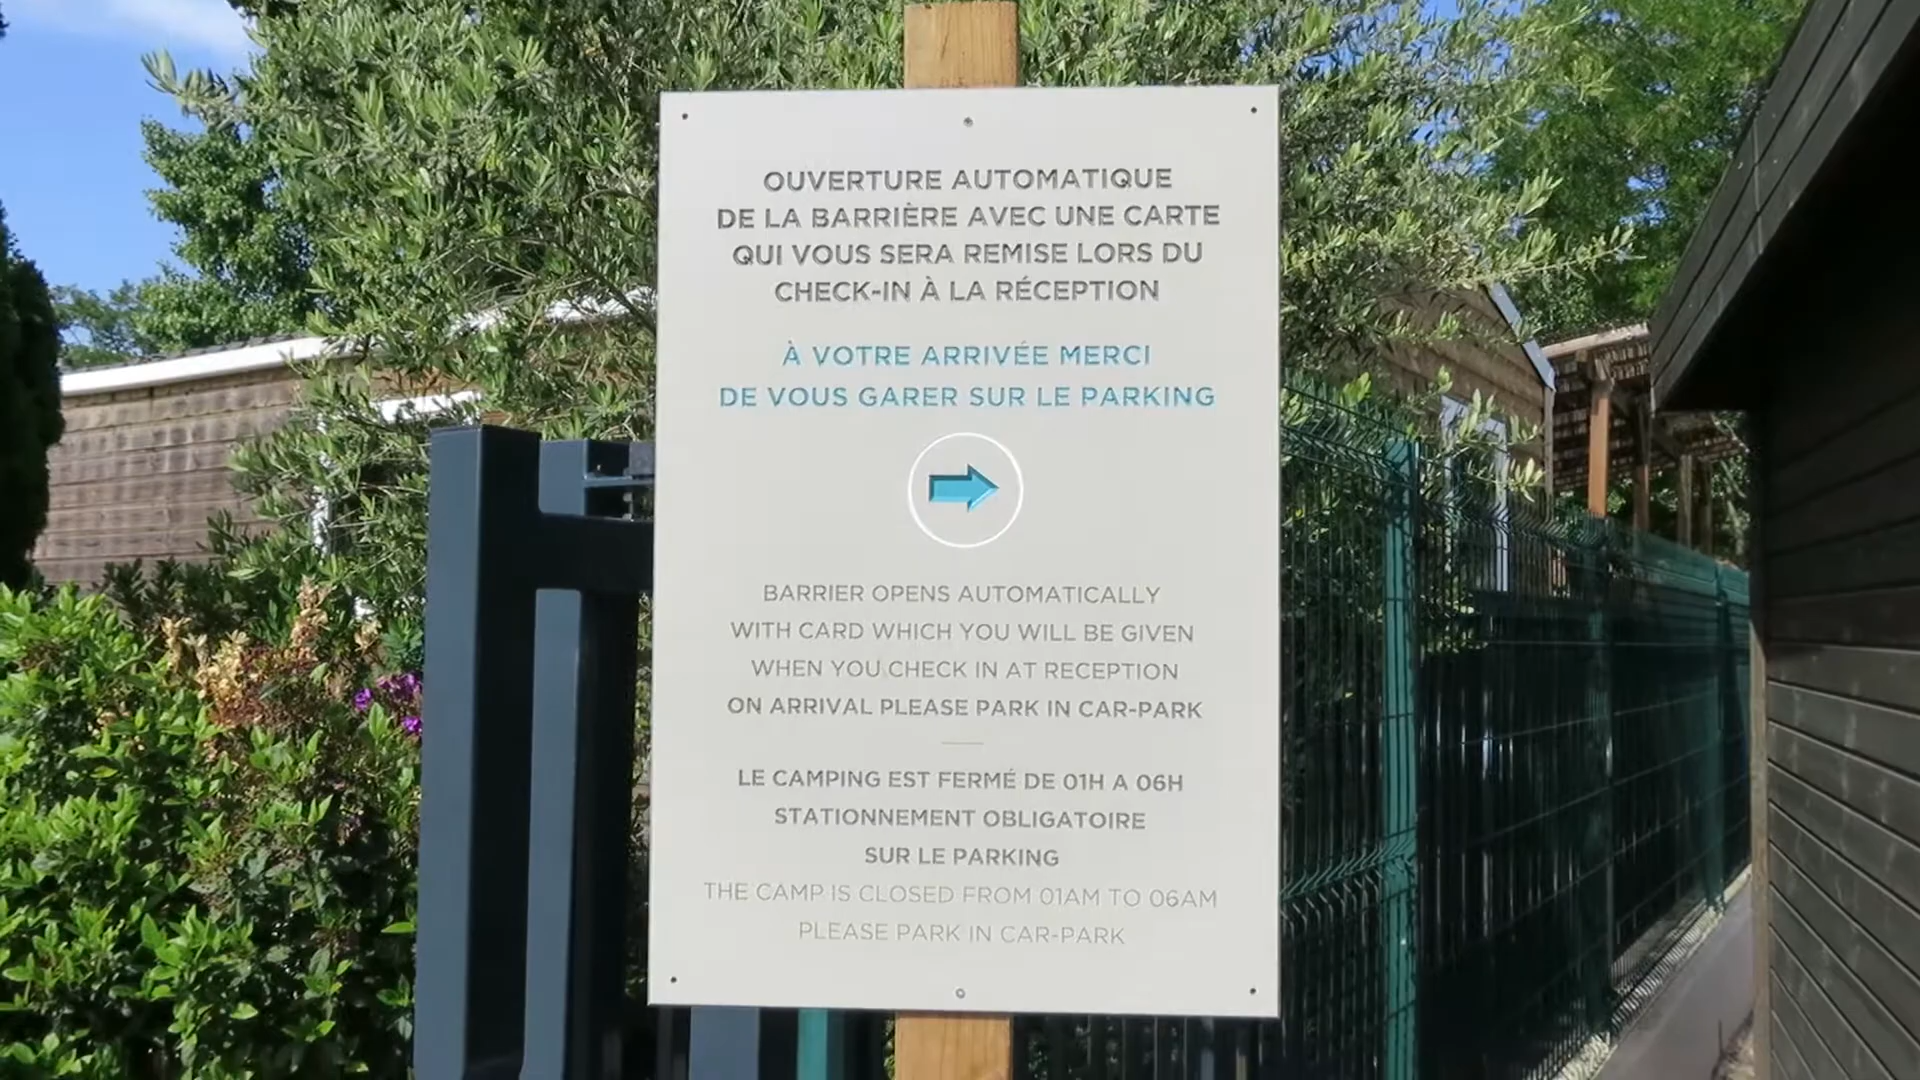 OUVERTURE AUTOMATIQUE
DE LA BARRIÈRE AVEC UNE CARTE
QUI VOUS SERA REMISE LORS DU
CHECK-IN À LA RÉCEPTION
À VOTRE ARRIVÉE MERCI
DE VOUS GARER SUR LE PARKING
BARRIER OPENS AUTOMATICALLY
WITH CARD WHICH YOU WILL BE GIVEN
WHEN YOU CHECK IN AT RECEPTION
ON ARRIVAL PLEASE PARK IN CAR-PARK
LE CAMPING EST FERMÉ DE 01H A 06H
STATIONNEMENT OBLIGATOIRE
SUR LE PARKING
THE CAMP IS CLOSED FROM 01AM TO 06AM
PLEASE PARK IN CAR-PARK